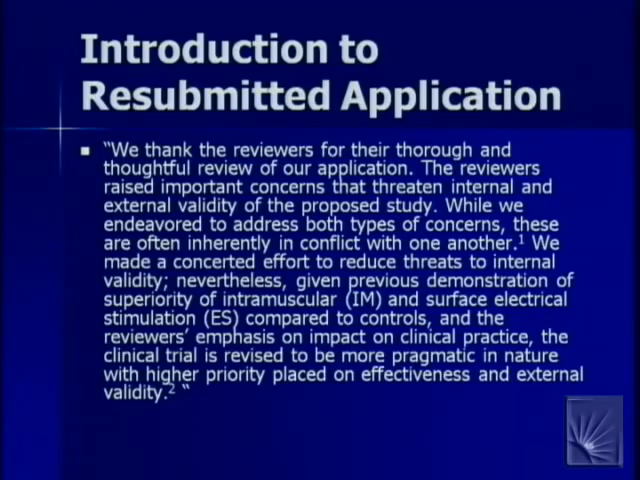 Introduction to
Resubmitted Application
"We thank the reviewers for their thorough and
thoughtful review of our application. The reviewers
raised important concerns that threaten internal and
external validity of the proposed study. While we
endeavored to address both types of concerns, these
are often inherently in conflict with one another.1 We
made a concerted effort to reduce threats to internal
validity; nevertheless, given previous demonstration of
superiority of intramuscular (IM) and surface electrical
stimulation (ES) compared to controls, and the
reviewers' emphasis on impact on clinical practice, the
clinical trial is revised to be more pragmatic in nature
with higher priority placed on effectiveness and external
validity.2 "